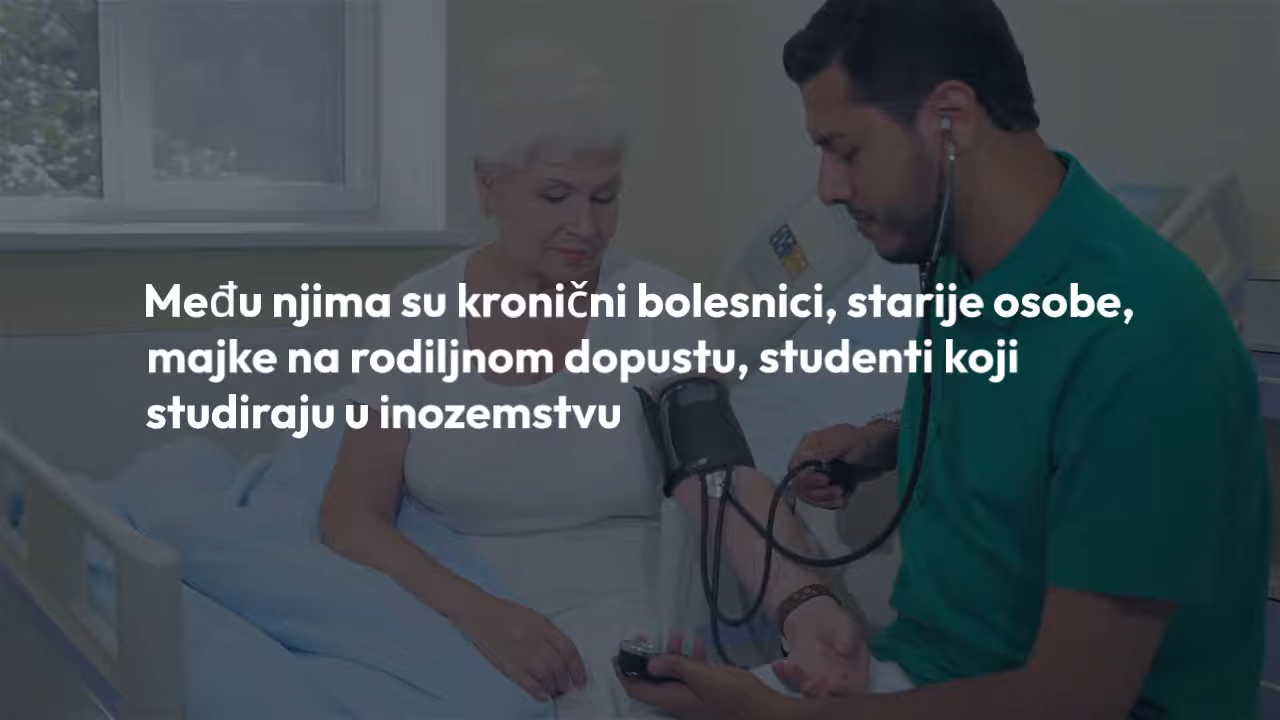 Među njima su kronični bolesnici, starije osobe,
majke na rodiljnom dopustu, studenti koji
studiraju u inozemstvu